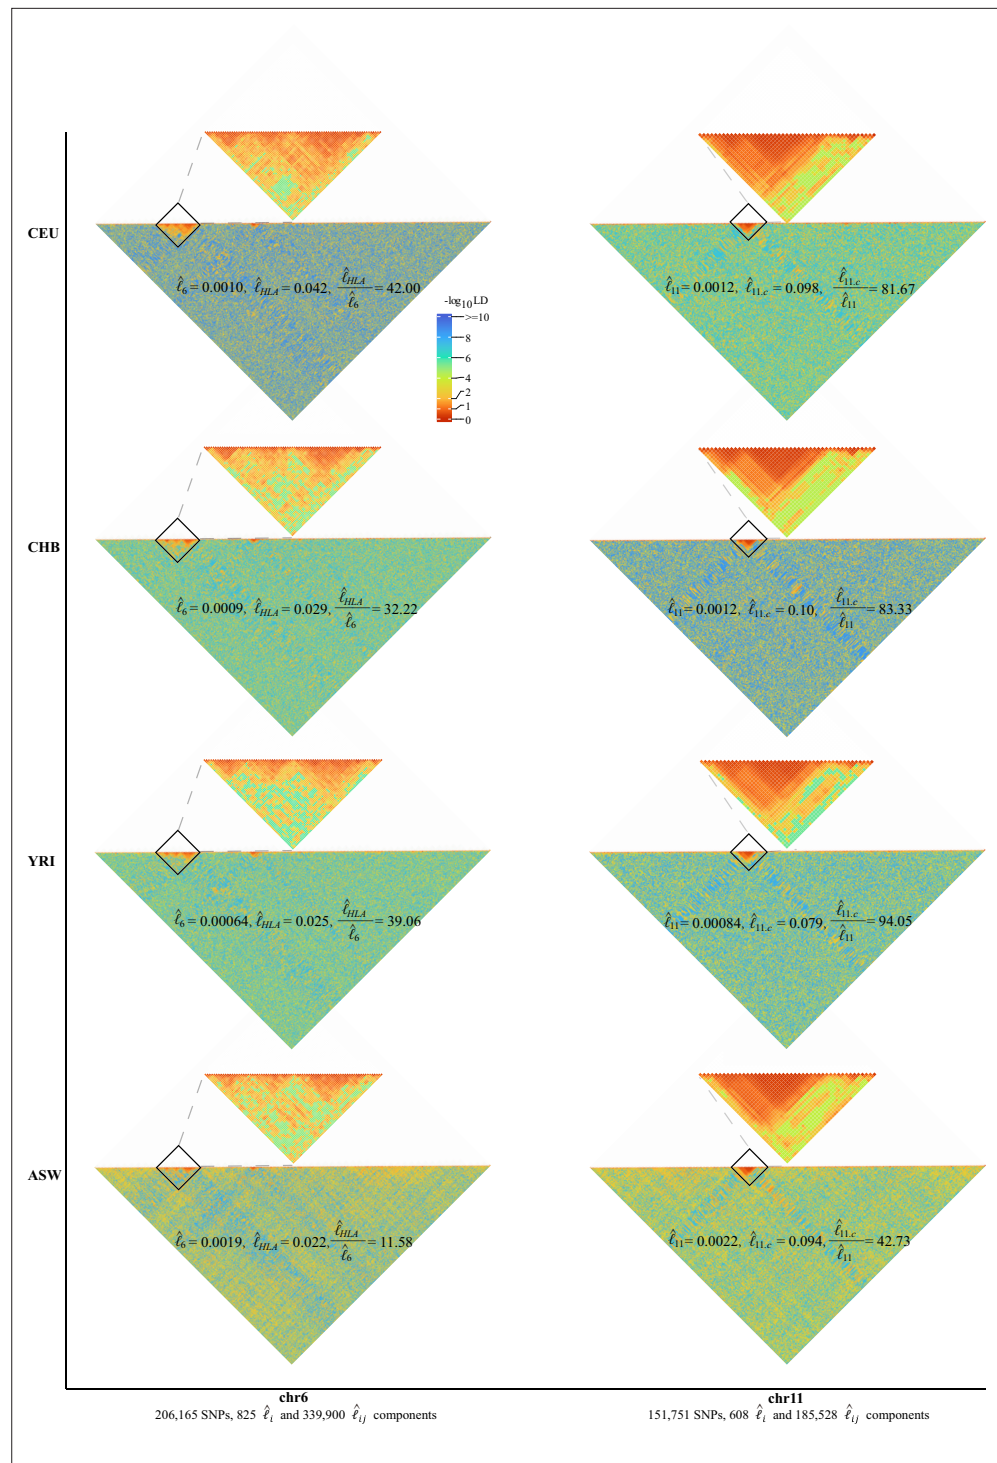 CEU
ℓ̂6 = 0.0010, ℓ̂HLA = 0.042, ℓ̂HLA/ℓ̂6 = 42.00
ℓ̂11 = 0.0012, ℓ̂11.c = 0.098, ℓ̂11.c/ℓ̂11 = 81.67
-log10LD
>=10
8
6
4
2
1
0
CHB
ℓ̂6 = 0.0009, ℓ̂HLA = 0.029, ℓ̂HLA/ℓ̂6 = 32.22
ℓ̂11 = 0.0012, ℓ̂11.c = 0.10, ℓ̂11.c/ℓ̂11 = 83.33
YRI
ℓ̂6 = 0.00064, ℓ̂HLA = 0.025, ℓ̂HLA/ℓ̂6 = 39.06
ℓ̂11 = 0.00084, ℓ̂11.c = 0.079, ℓ̂11.c/ℓ̂11 = 94.05
ASW
ℓ̂6 = 0.0019, ℓ̂HLA = 0.022, ℓ̂HLA/ℓ̂6 = 11.58
ℓ̂11 = 0.0022, ℓ̂11.c = 0.094, ℓ̂11.c/ℓ̂11 = 42.73
chr6
206,165 SNPs, 825 ℓ̂i and 339,900 ℓ̂ij components
chr11
151,751 SNPs, 608 ℓ̂i and 185,528 ℓ̂ij components